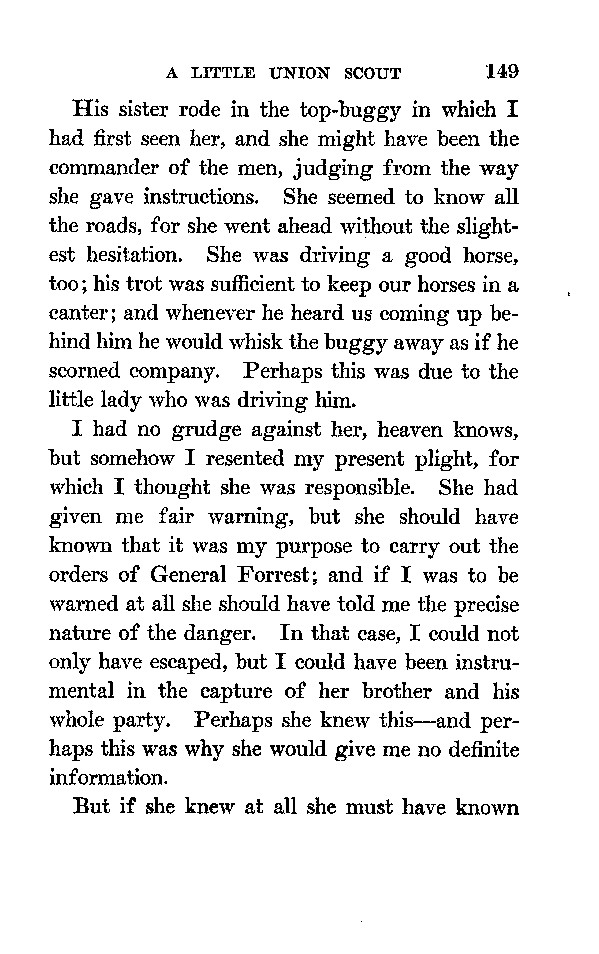 A LITTLE UNION SCOUT 149
His sister rode in the top-buggy in which I
had first seen her, and she might have been the
commander of the men, judging from the way
she gave instructions. She seemed to know all
the roads, for she went ahead without the slight-
est hesitation. She was driving a good horse,
too; his trot was sufficient to keep our horses in a
canter; and whenever he heard us coming up be-
hind him he would whisk the buggy away as if he
scorned company. Perhaps this was due to the
little lady who was driving him.
I had no grudge against her, heaven knows,
but somehow I resented my present plight, for
which I thought she was responsible. She had
given me fair warning, but she should have
known that it was my purpose to carry out the
orders of General Forrest; and if I was to be
warned at all she should have told me the precise
nature of the danger. In that case, I could not
only have escaped, but I could have been instru-
mental in the capture of her brother and his
whole party. Perhaps she knew this—and per-
haps this was why she would give me no definite
information.
But if she knew at all she must have known